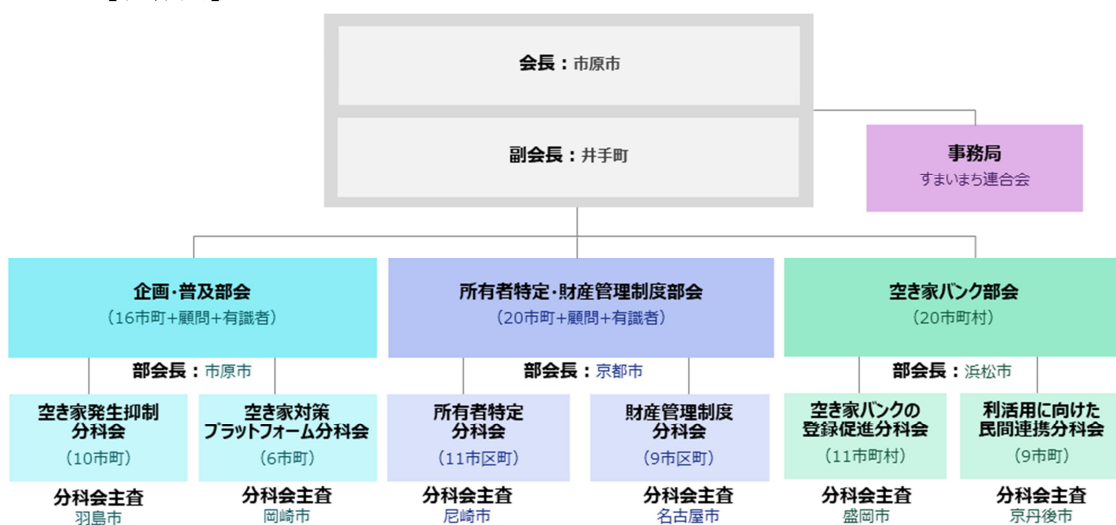 会長：市原市
副会長：井手町
事務局
すまいまち連合会
企画・普及部会
（16市町+顧問+有識者）
所有者特定・財産管理制度部会
（20市町+顧問+有識者）
空き家バンク部会
（20市町村）
部会長：市原市
部会長：京都市
部会長：浜松市
空き家発生抑制
分科会
（10市町）
空き家対策
プラットフォーム分科会
（6市町）
所有者特定
分科会
（11市区町）
財産管理制度
分科会
（9市区町）
空き家バンクの
登録促進分科会
（11市町村）
利活用に向けた
民間連携分科会
（9市町）
分科会主査
羽島市
分科会主査
岡崎市
分科会主査
尼崎市
分科会主査
名古屋市
分科会主査
盛岡市
分科会主査
京丹後市